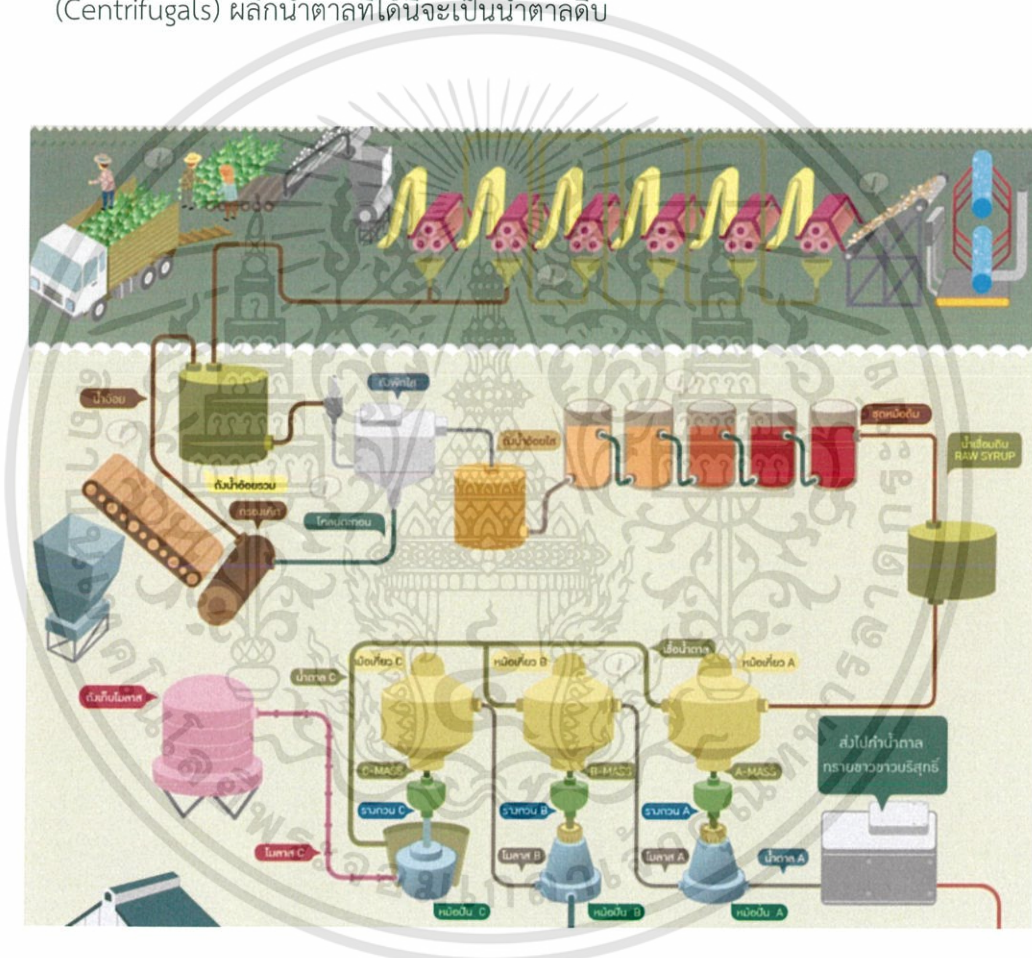 (Centrifugals) ผลึกน้ำตาลที่ได้นี้จะเป็นน้ำตาลดิบ
น้ำอ้อย
ถังพักใส
ถังน้ำอ้อยใส
ชุดหม้อต้ม
น้ำเชื่อมดิบ
RAW SYRUP
ถังน้ำอ้อยรวม
กรองเค้ก
โคลนตะกอน
น้ำตาล C
หม้อเคี่ยว C
หม้อเคี่ยว B
เชื้อน้ำตาล
หม้อเคี่ยว A
ถังเก็บโมลาส
ส่งไปทำน้ำตาล
ทรายขาวขาวบริสุทธิ์
C-MASS
B-MASS
A-MASS
รางกวน C
รางกวน B
รางกวน A
โมลาส C
โมลาส B
โมลาส A
น้ำตาล A
หม้อปั่น C
หม้อปั่น B
หม้อปั่น A